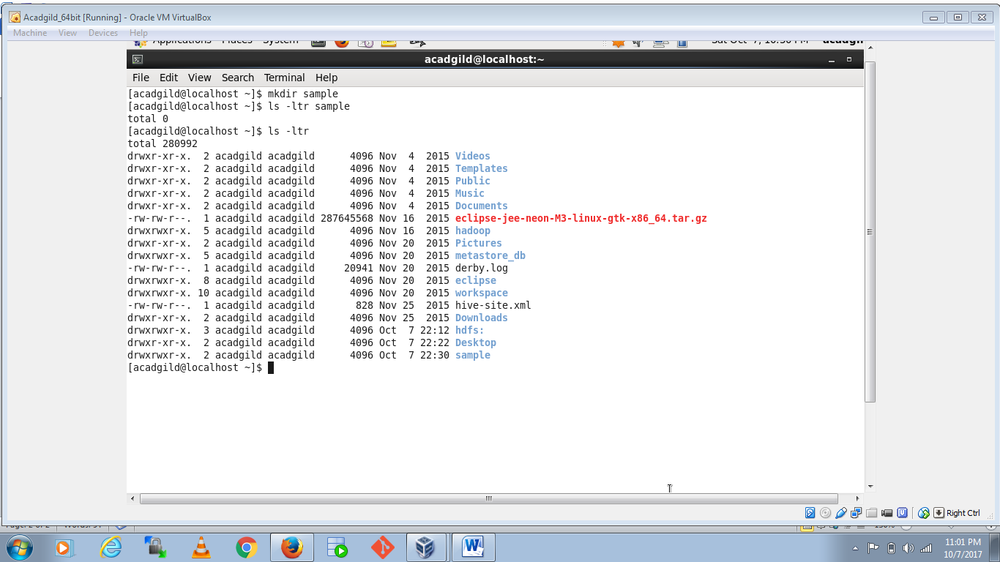 Acadgild_64bit [Running] - Oracle VM VirtualBox
Machine View Devices Help
Applications Places System
acadgild@localhost:~
File Edit View Search Terminal Help
[acadgild@localhost ~]$ mkdir sample
[acadgild@localhost ~]$ ls -ltr sample
total 0
[acadgild@localhost ~]$ ls -ltr
total 280992
drwxr-xr-x.  2 acadgild acadgild      4096 Nov  4  2015 Videos
drwxr-xr-x.  2 acadgild acadgild      4096 Nov  4  2015 Templates
drwxr-xr-x.  2 acadgild acadgild      4096 Nov  4  2015 Public
drwxr-xr-x.  2 acadgild acadgild      4096 Nov  4  2015 Music
drwxr-xr-x.  2 acadgild acadgild      4096 Nov  4  2015 Documents
-rw-rw-r--.  1 acadgild acadgild 287645568 Nov 16  2015 eclipse-jee-neon-M3-linux-gtk-x86_64.tar.gz
drwxrwxr-x.  5 acadgild acadgild      4096 Nov 16  2015 hadoop
drwxr-xr-x.  2 acadgild acadgild      4096 Nov 20  2015 Pictures
drwxrwxr-x.  5 acadgild acadgild      4096 Nov 20  2015 metastore_db
-rw-rw-r--.  1 acadgild acadgild     20941 Nov 20  2015 derby.log
drwxrwxr-x.  8 acadgild acadgild      4096 Nov 20  2015 eclipse
drwxrwxr-x. 10 acadgild acadgild      4096 Nov 20  2015 workspace
-rw-rw-r--.  1 acadgild acadgild       828 Nov 25  2015 hive-site.xml
drwxr-xr-x.  2 acadgild acadgild      4096 Nov 25  2015 Downloads
drwxrwxr-x.  3 acadgild acadgild      4096 Oct  7 22:12 hdfs:
drwxr-xr-x.  2 acadgild acadgild      4096 Oct  7 22:22 Desktop
drwxrwxr-x.  2 acadgild acadgild      4096 Oct  7 22:30 sample
[acadgild@localhost ~]$
Right Ctrl
11:01 PM
10/7/2017